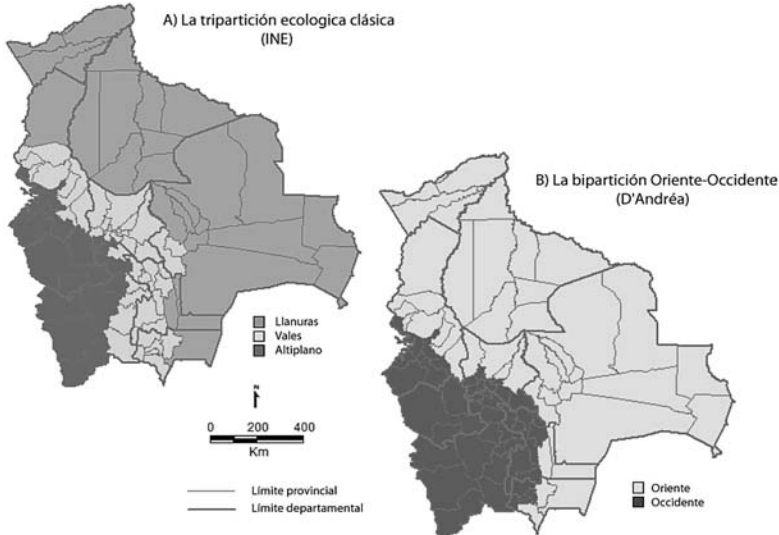 A) La tripartición ecologica clásica
(INE)
Llanuras
Vales
Altiplano
N
0 200 400
Km
Límite provincial
Límite departamental
B) La bipartición Oriente-Occidente
(D'Andréa)
Oriente
Occidente